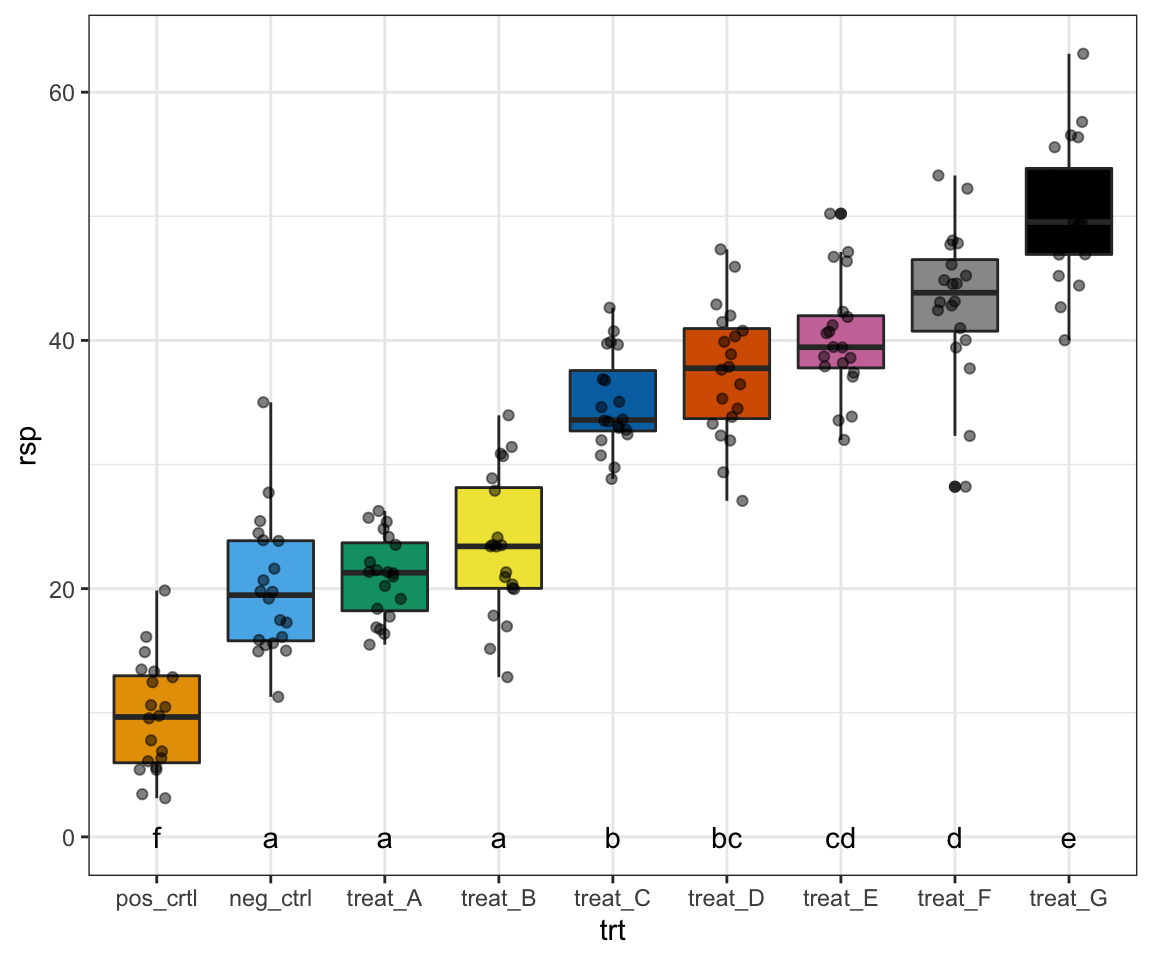 rsp
60
40
20
0
f a a a b bc cd d e
pos_crtl neg_ctrl treat_A treat_B treat_C treat_D treat_E treat_F treat_G
trt